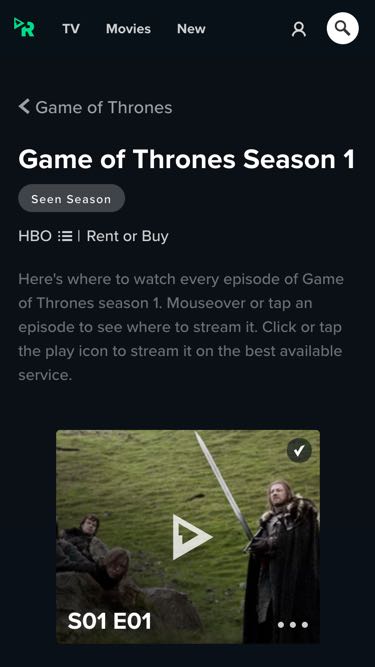 R
TV Movies New
Game of Thrones
Game of Thrones Season 1
Seen Season
HBO | Rent or Buy
Here's where to watch every episode of Game
of Thrones season 1. Mouseover or tap an
episode to see where to stream it. Click or tap
the play icon to stream it on the best available
service.
S01 E01